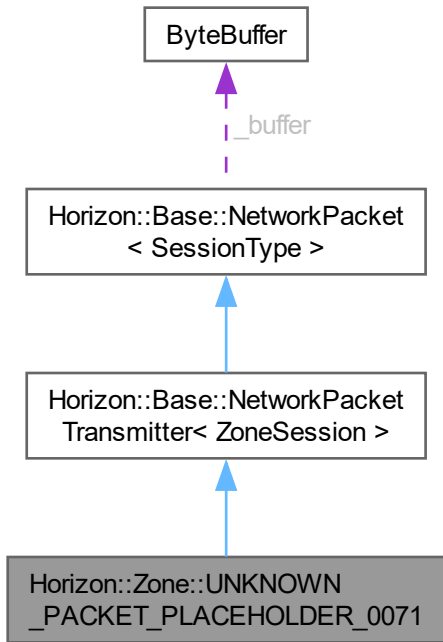 ByteBuffer
_buffer
Horizon::Base::NetworkPacket
< SessionType >
Horizon::Base::NetworkPacket
Transmitter< ZoneSession >
Horizon::Zone::UNKNOWN
_PACKET_PLACEHOLDER_0071